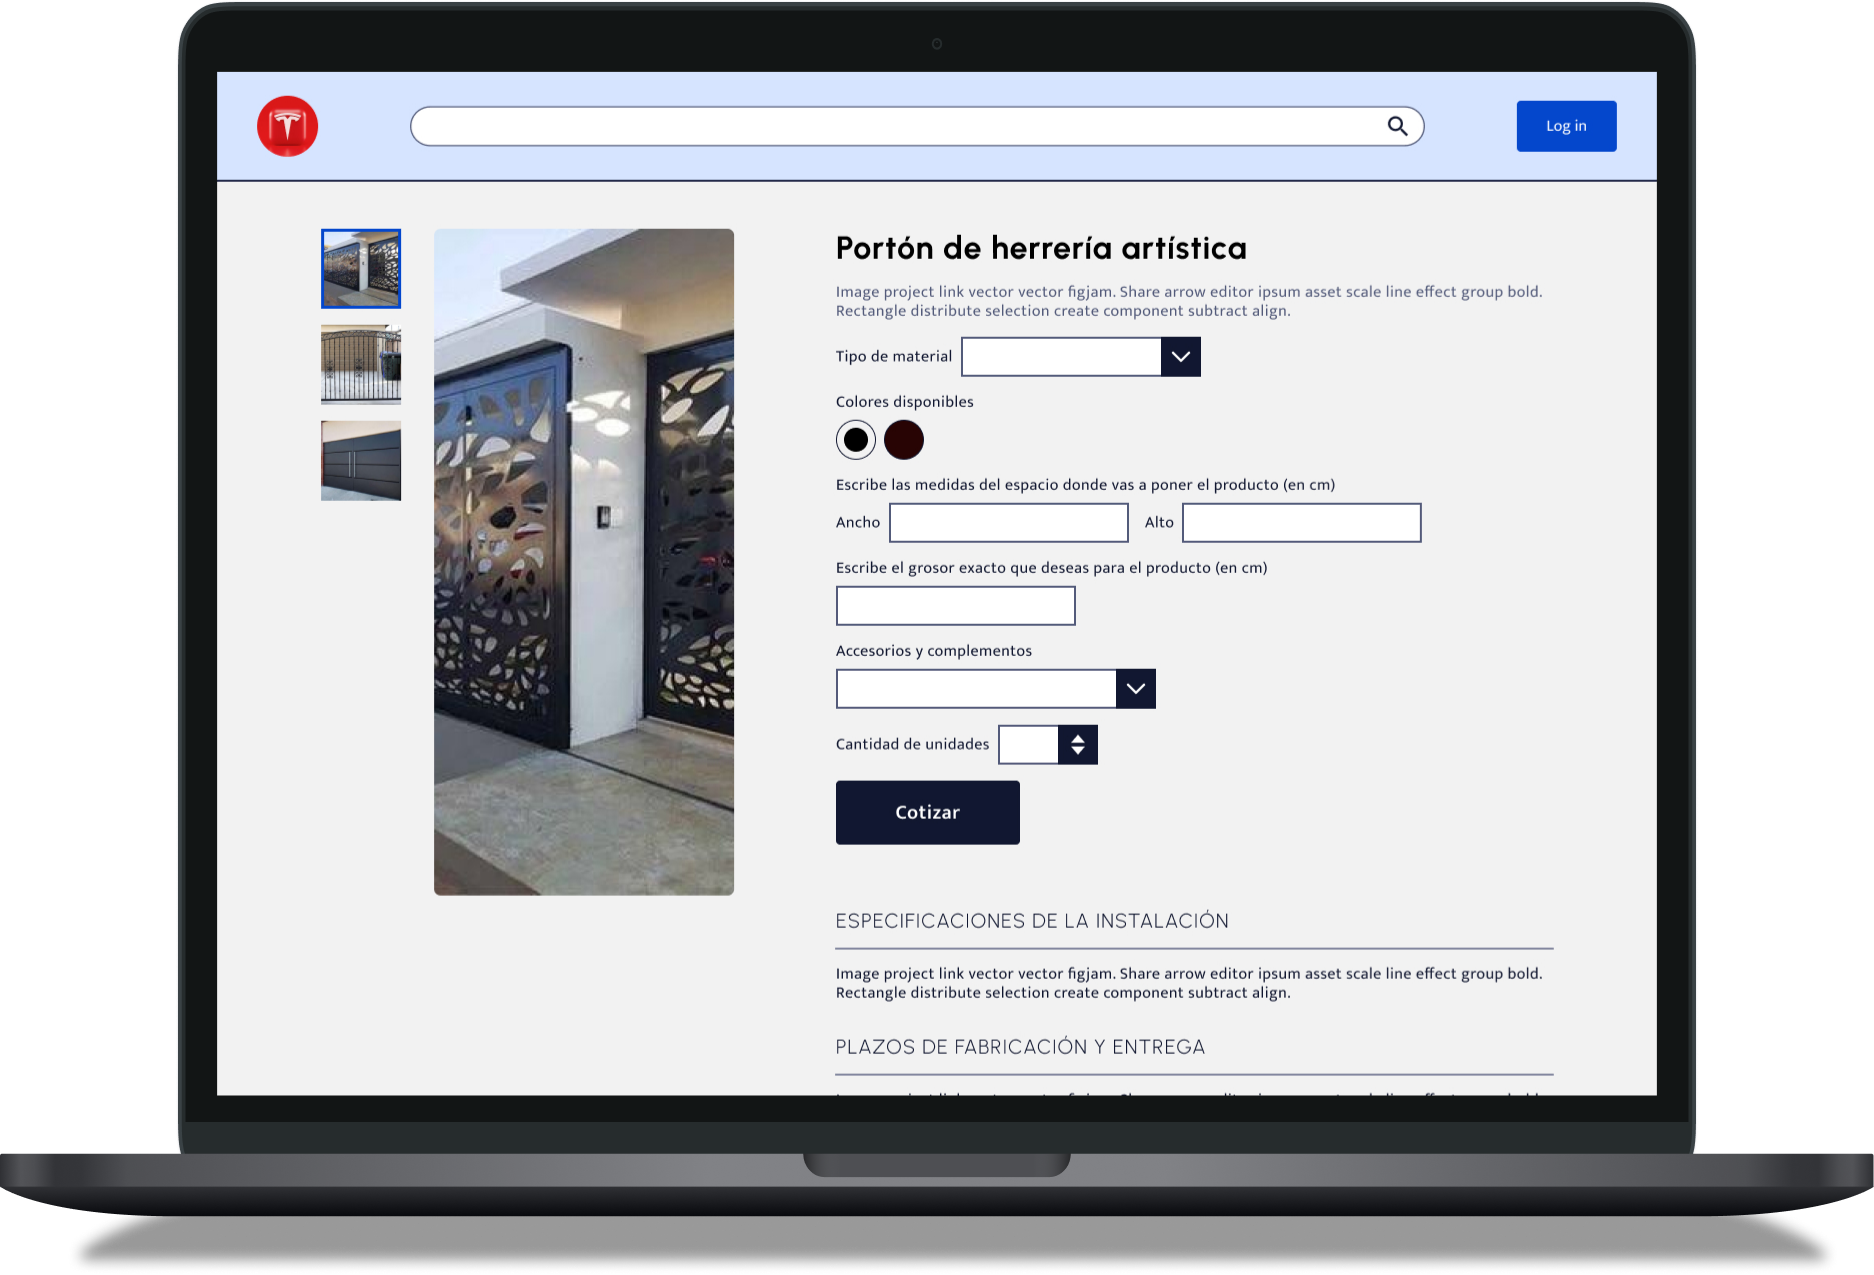 Log in
Portón de herrería artística
Image project link vector vector figjam. Share arrow editor ipsum asset scale line effect group bold.
Rectangle distribute selection create component subtract align.
Tipo de material
Colores disponibles
Escribe las medidas del espacio donde vas a poner el producto (en cm)
Ancho Alto
Escribe el grosor exacto que deseas para el producto (en cm)
Accesorios y complementos
Cantidad de unidades
Cotizar
ESPECIFICACIONES DE LA INSTALACIÓN
Image project link vector vector figjam. Share arrow editor ipsum asset scale line effect group bold.
Rectangle distribute selection create component subtract align.
PLAZOS DE FABRICACIÓN Y ENTREGA